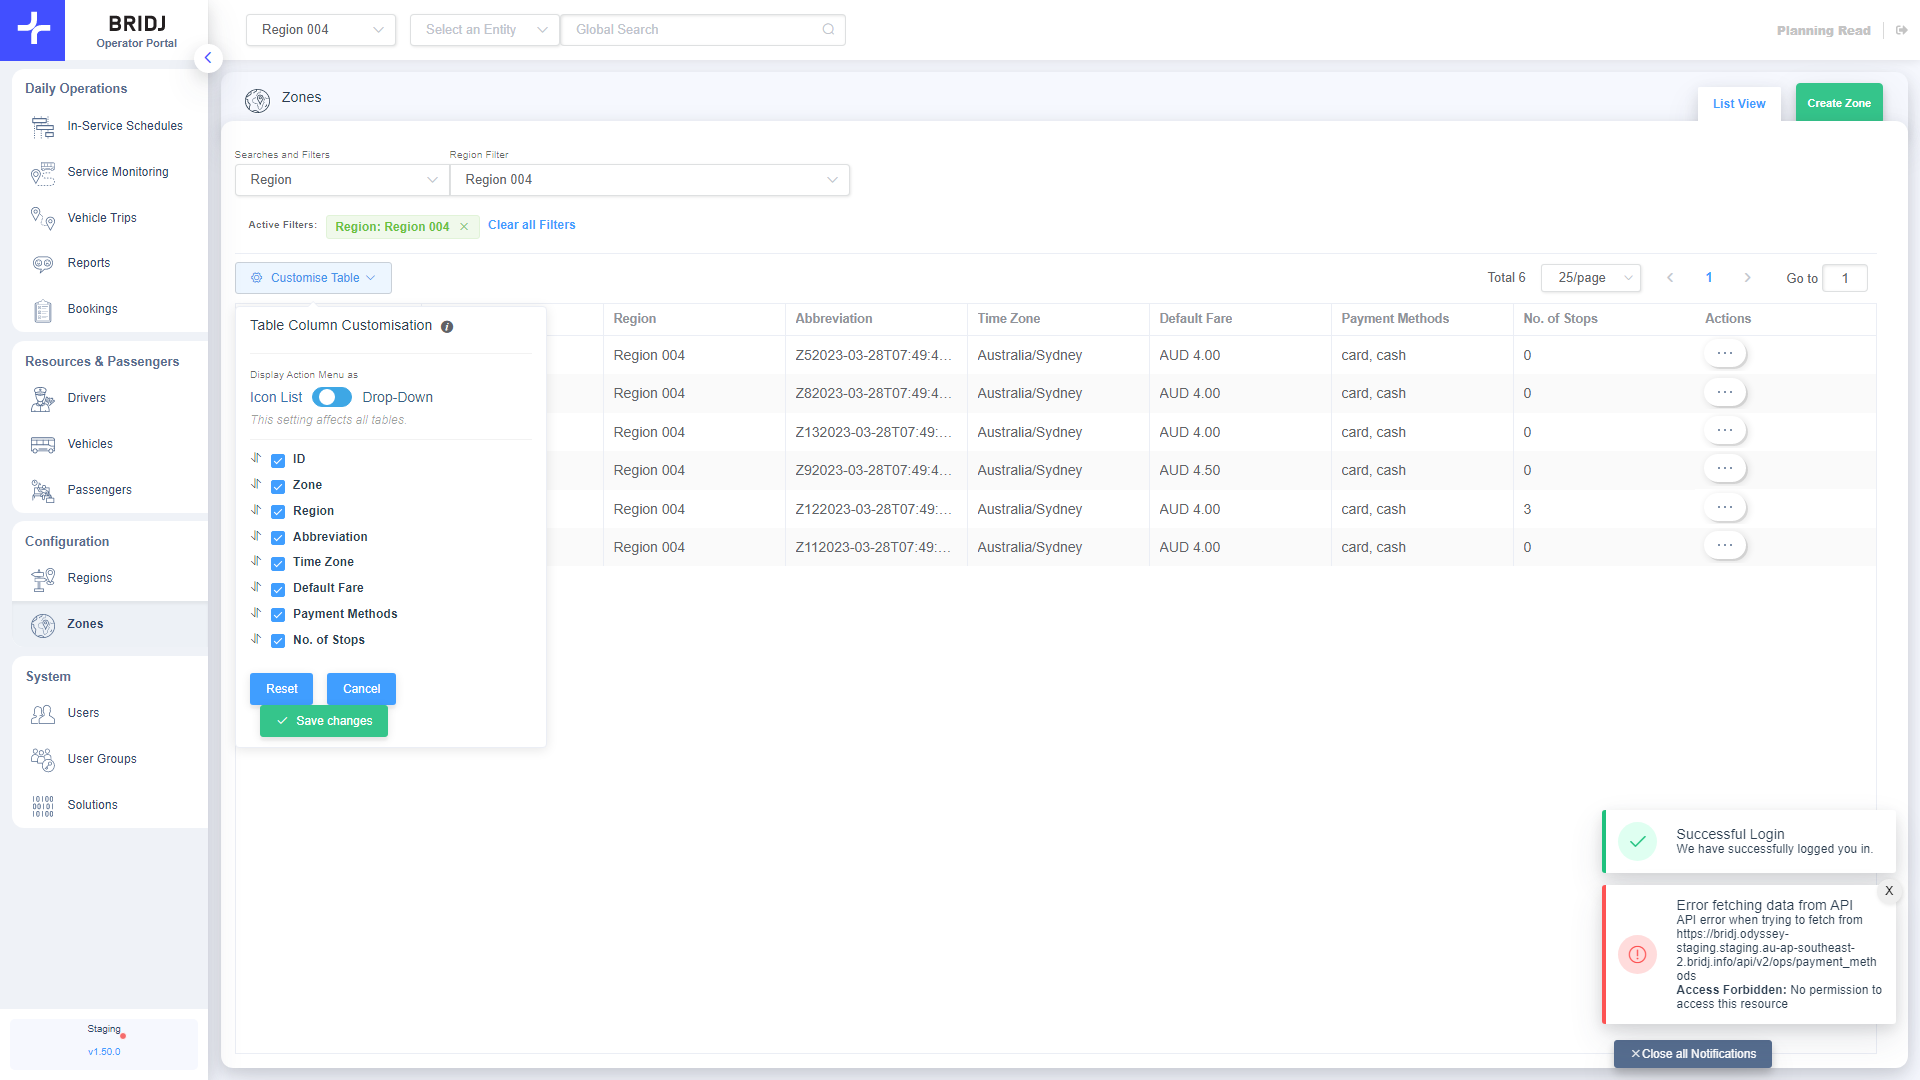 BRIDJ
Operator Portal
Region 004
Select an Entity
Global Search
Planning Read
Daily Operations
In-Service Schedules
Service Monitoring
Vehicle Trips
Reports
Bookings
Resources & Passengers
Drivers
Vehicles
Passengers
Configuration
Regions
Zones
System
Users
User Groups
10100
00101
10100
Solutions
Staging
v1.50.0
Zones
List View
Create Zone
Searches and Filters
Region Filter
Region
Region 004
Active Filters:
Region: Region 004
Clear all Filters
Customise Table
Total 6
25/page
1
Go to
1
Table Column Customisation
Display Action Menu as
Icon List
Drop-Down
This setting affects all tables.
ID
Zone
Region
Abbreviation
Time Zone
Default Fare
Payment Methods
No. of Stops
Reset
Cancel
Save changes
Region Abbreviation Time Zone Default Fare Payment Methods No. of Stops Actions
Region 004 Z52023-03-28T07:49:4... Australia/Sydney AUD 4.00 card, cash 0 ...
Region 004 Z82023-03-28T07:49:4... Australia/Sydney AUD 4.00 card, cash 0 ...
Region 004 Z132023-03-28T07:49:... Australia/Sydney AUD 4.00 card, cash 0 ...
Region 004 Z92023-03-28T07:49:4... Australia/Sydney AUD 4.50 card, cash 0 ...
Region 004 Z122023-03-28T07:49:... Australia/Sydney AUD 4.00 card, cash 3 ...
Region 004 Z112023-03-28T07:49:... Australia/Sydney AUD 4.00 card, cash 0 ...
Successful Login
We have successfully logged you in.
X
Error fetching data from API
API error when trying to fetch from
https://bridj.odyssey-
staging.staging.au-ap-southeast-
2.bridj.info/api/v2/ops/payment_meth
ods
Access Forbidden: No permission to
access this resource
Close all Notifications